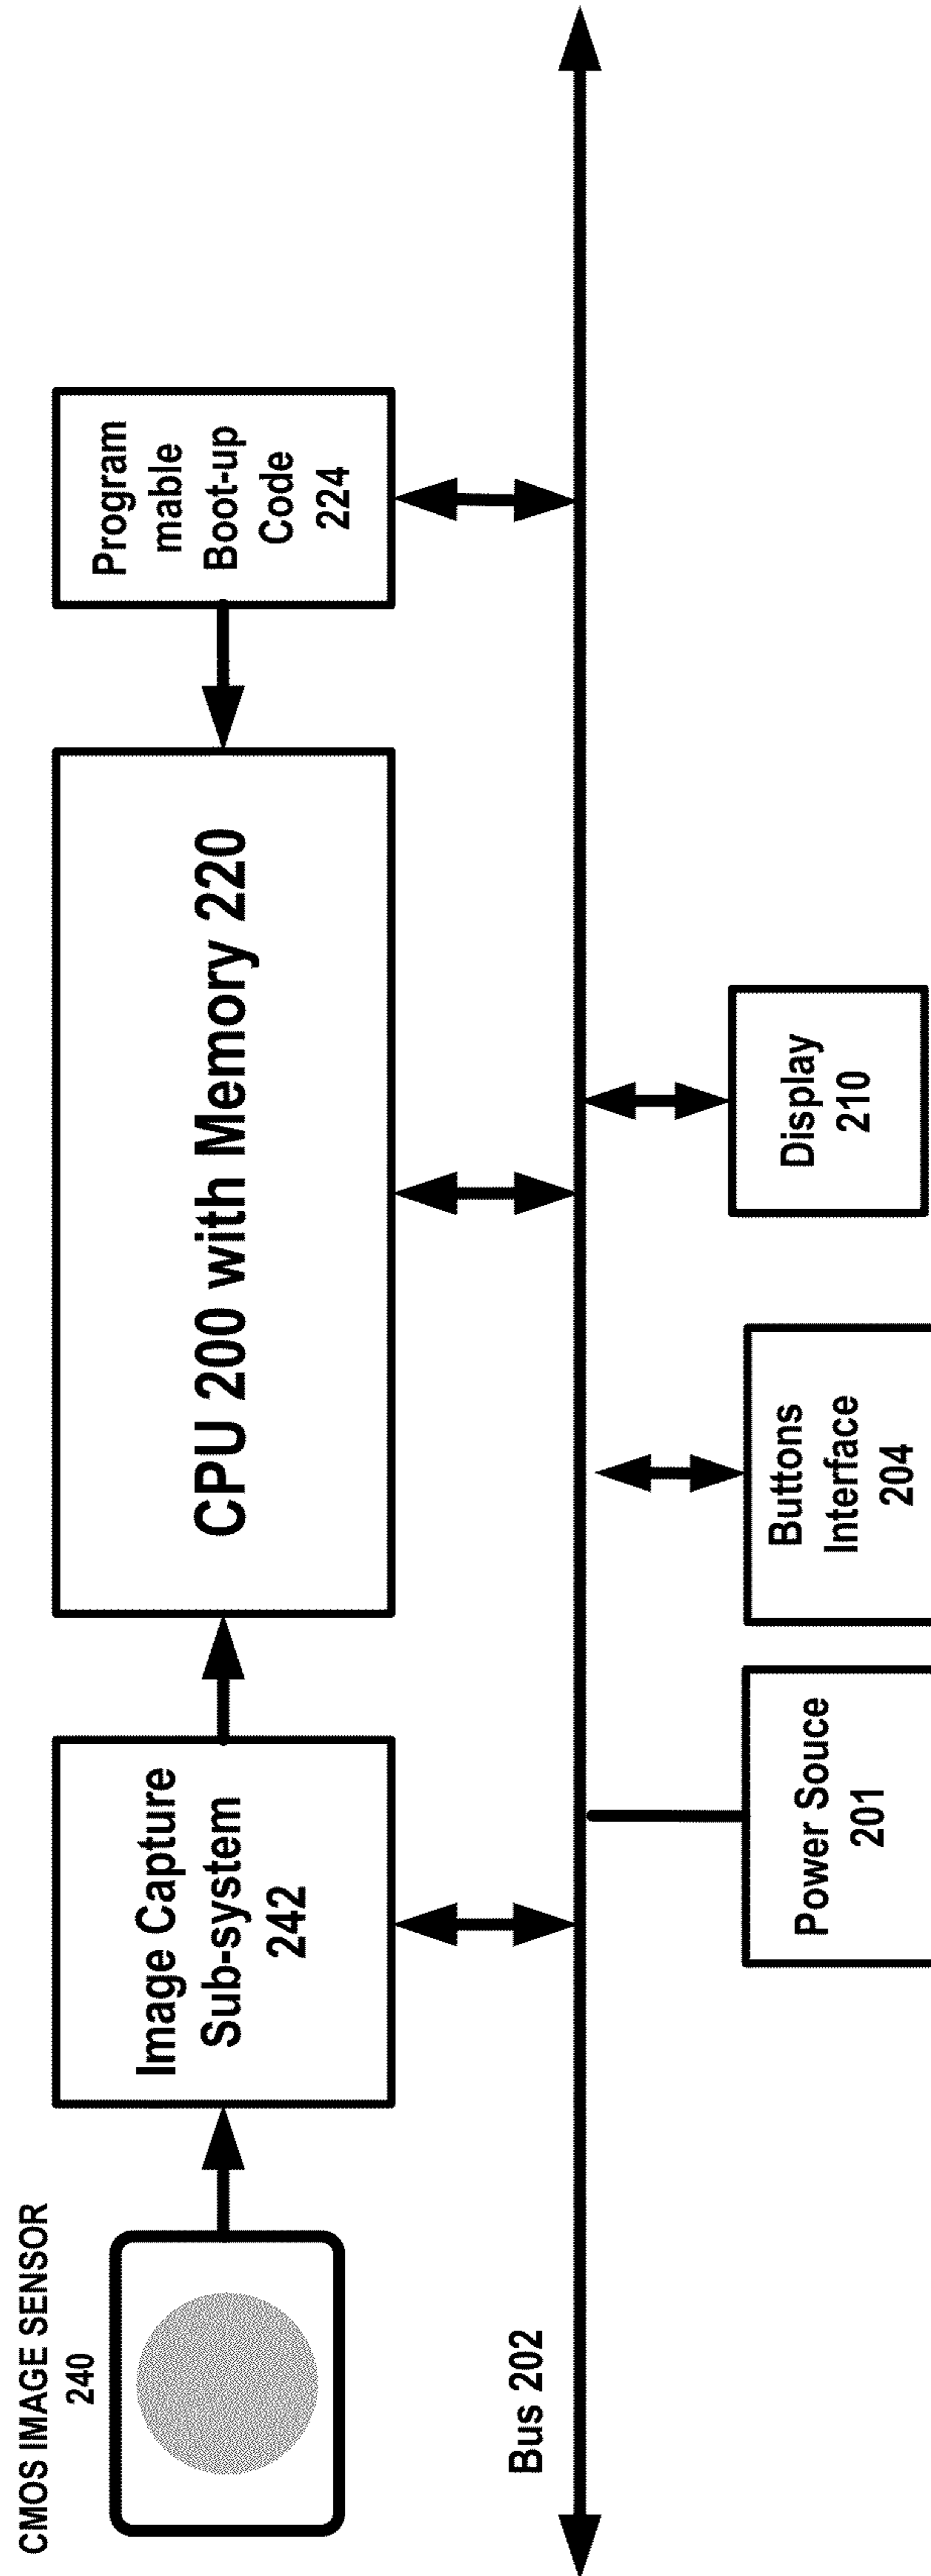 CMOS IMAGE SENSOR
240
Image Capture
Sub-system
242
CPU 200 with Memory 220
Program
mable
Boot-up
Code
224
Bus 202
Power Souce
201
Buttons
Interface
204
Display
210